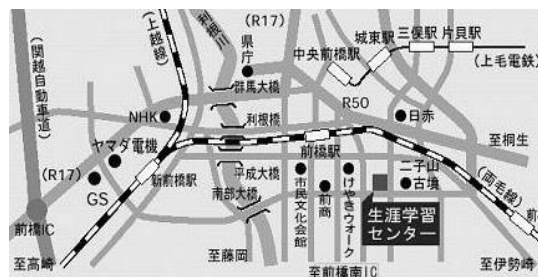 (R17)
利根川
(上越線)
(関越自動車道)
県庁
群馬大橋
中央前橋駅
城東駅
三俣駅
片貝駅
(上毛電鉄)
NHK
利根橋
R50
日赤
至桐生
ヤマダ電機
(R17)
GS
新前橋駅
平成大橋
前橋駅
南部大橋
市民文化会館
前商
けやきウォーク
二子山
古墳
(両毛線)
前橋IC
生涯学習
センター
至高崎
至藤岡
至前橋南IC
至伊勢崎